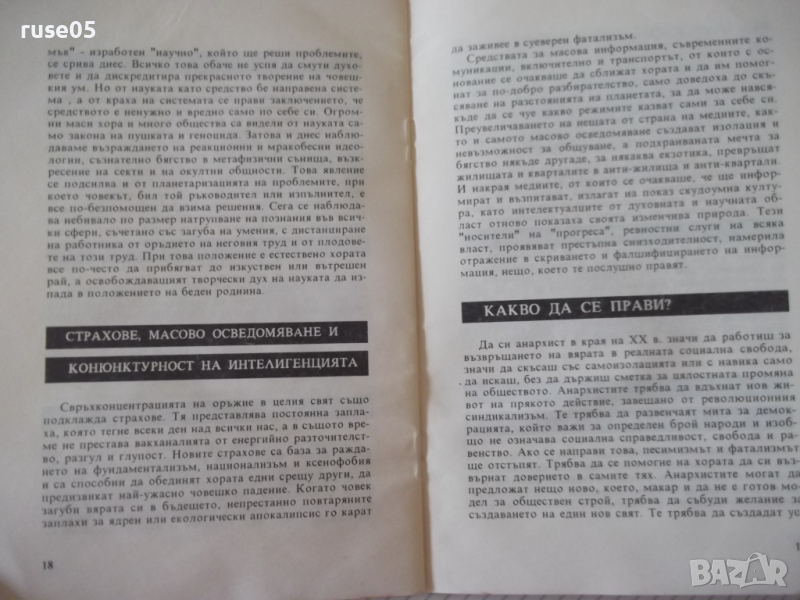 ruse05
мък" - изработен "научно", който ще реши проблемите,
се срива днес. Всичко това обаче не успя да смути духо-
вете и да дискредитира прекрасното творение на човеш-
кия ум. Но от науката като средство бе направена систе-
ма , а от краха на системата се прави заключението, че
средството е ненужно и вредно само по себе си. Огром-
ни маси хора и много общества са видели от науката са-
мо закона на пушката и геноцида. Затова и днес наблю-
даваме възраждането на реакционни и мракобесни идео-
логии, съзнателно бягство в метафизични сънища, възк-
ресение на секти и на окултни общности. Това явление
се подсилва и от планетаризацията на проблемите, при
което човекът, бил той ръководител или изпълнител, е
все по-безпомощен да взима решения. Сега се наблюда-
ва небивало по размер натрупване на познания във всич-
ки сфери, съчетано със загуба на умения, с дистанциране
на работника от оръдието на неговия труд и от плодове-
те на този труд. При това положение е естествено хората
все по-често да прибягват до изкуствен или вътрешен
рай, а освобождаващият творчески дух на науката да из-
пада в положението на беден роднина.
СТРАХОВЕ, МАСОВО ОСВЕДОМЯВАНЕ И
КОНЮНКТУРНОСТ НА ИНТЕЛИГЕНЦИЯТА
Свръхконцентрацията на оръжие в целия свят също
подклажда страхове. Тя представлява постоянна запла-
ха, която тегне всеки ден над всички нас, а в същото вре-
ме не престава вакханалията от енергийно разточителст-
во, разгул и глупост. Новите страхове са база за ражда-
нето на фундаментализъм, национализъм и ксенофобия
и са способни да обединят хората едни срещу други, да
предизвикат най-ужасно човешко падение. Когато човек
загуби вярата си в бъдещето, непрестанно повтаряните
заплахи за ядрен или екологически апокалипсис го карат
18
да заживее в суеверен фатализъм.
Средствата за масова информация, съвременните ко-
муникации, включително и транспортът, от които с ос-
нование се очакваше да сближат хората и да им помог-
нат за по-добро разбирателство, само доведоха до скъ-
сяване на разстоянията на планетата, за да може нався-
къде да се чуе какво режимите казват сами за себе си.
Преувеличаването на нещата от страна на медиите, как-
то и самото масово осведомяване създават изолация и
невъзможност за общуване, а подхранваната мечта за
бягство някъде другаде, за някаква екзотика, превръщат
жилищата и кварталите в анти-жилища и анти-квартали.
И накрая медиите, от които се очакваше, че ще инфор-
мират и възпитават, излагат на показ скудоумна култу-
ра, като интелектуалците от духовната и научната об-
ласт отново показаха своята изменчива природа. Тези
"носители" на "прогреса", ревностни слуги на всяка
власт, проявяват престъпна снизходителност, намерила
отражение в скриването и фалшифицирането на инфор-
мация, нещо, което те послушно правят.
КАКВО ДА СЕ ПРАВИ?
Да си анархист в края на XX в. значи да работиш за
възвръщането на вярата в реалната социална свобода,
значи да скъсаш със самоизолацията и с навика само
да искаш, без да държиш сметка за цялостната промяна
на обществото. Анархистите трябва да вдъхнат нов жи-
вот на прякото действие, завещано от революционния
синдикализъм. Те трябва да развенчаят мита за демок-
рацията, който важи за определен брой народи и изоб-
що не означава социална справедливост, свобода и ра-
венство. Ако се направи това, песимизмът и фатализмът
ще отстъпят. Трябва да се помогне на хората да си въз-
върнат доверието в самите тях. Анархистите могат да
предложат нещо ново, което, макар и да не е готов мо-
дел за обществен строй, трябва да събуди желание за
създаването на един нов свят. Те трябва да създадат ус
1
BAZAR